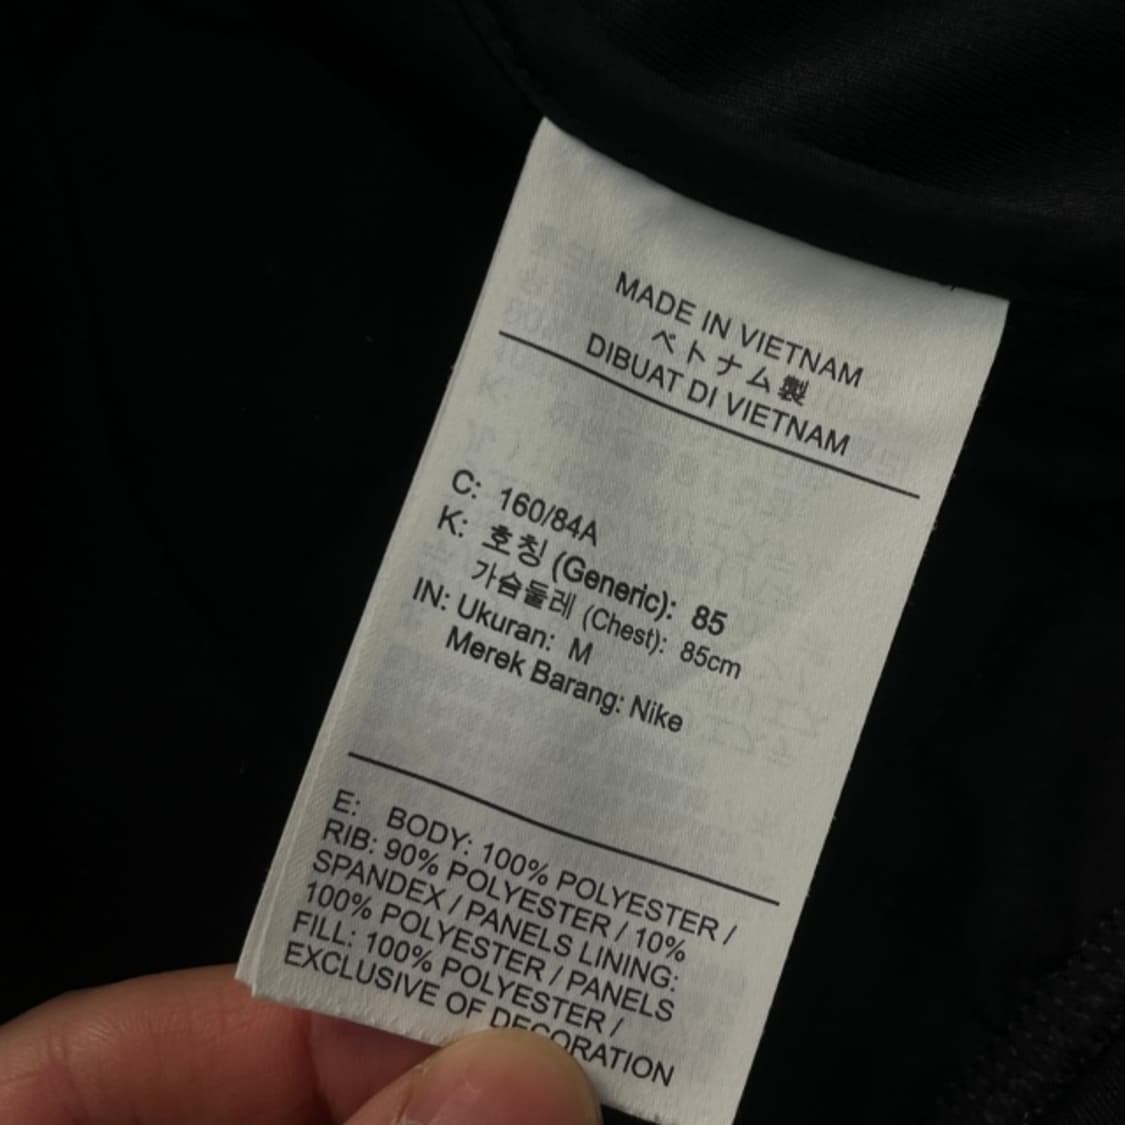 MADE IN VIETNAM
ベトナム製
DIBUAT DI VIETNAM
C: 160/84A
K: 호칭 (Generic): 85
가슴둘레 (Chest): 85cm
IN: Ukuran: M
Merek Barang: Nike
E: BODY: 100% POLYESTER /
RIB: 90% POLYESTER / 10%
SPANDEX / PANELS LINING:
100% POLYESTER / PANELS
FILL: 100% POLYESTER /
EXCLUSIVE OF DECORATION